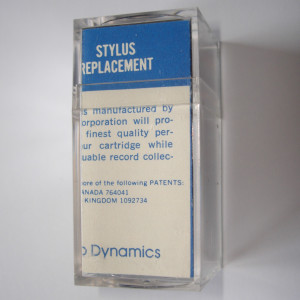 STYLUS
REPLACEMENT
s manufactured by
orporation will pro-
finest quality per-
ur cartridge while
uable record collec-
ore of the following PATENTS:
ANADA 764041
KINGDOM 1092734
o Dynamics